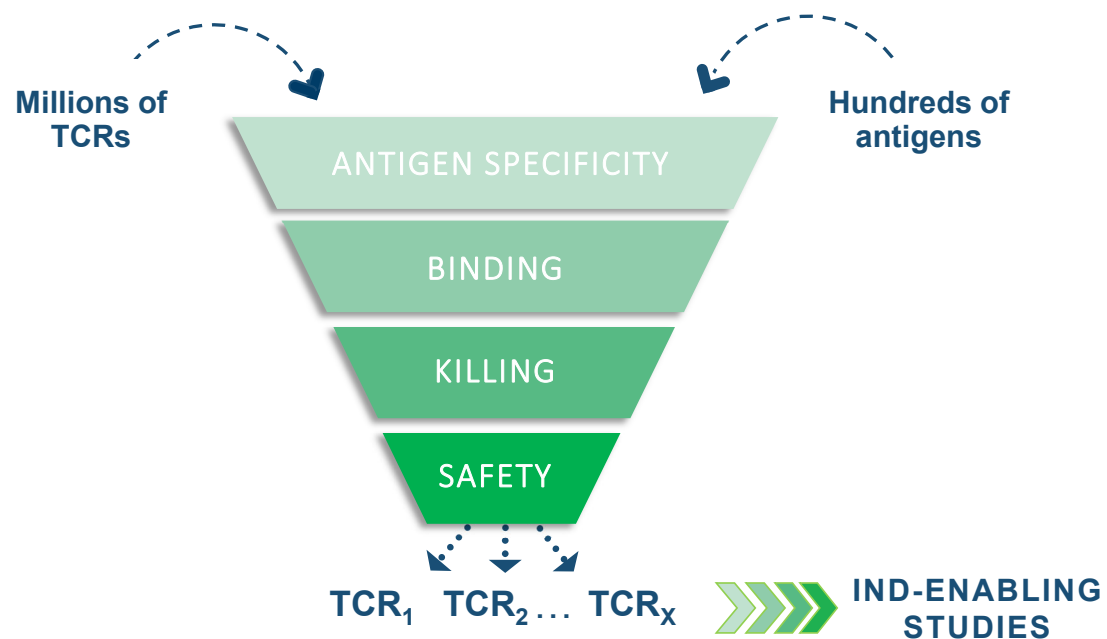 Millions of
TCRs
Hundreds of
antigens
ANTIGEN SPECIFICITY
BINDING
KILLING
SAFETY
TCR₁ TCR₂ ... TCRₓ
IND-ENABLING
STUDIES